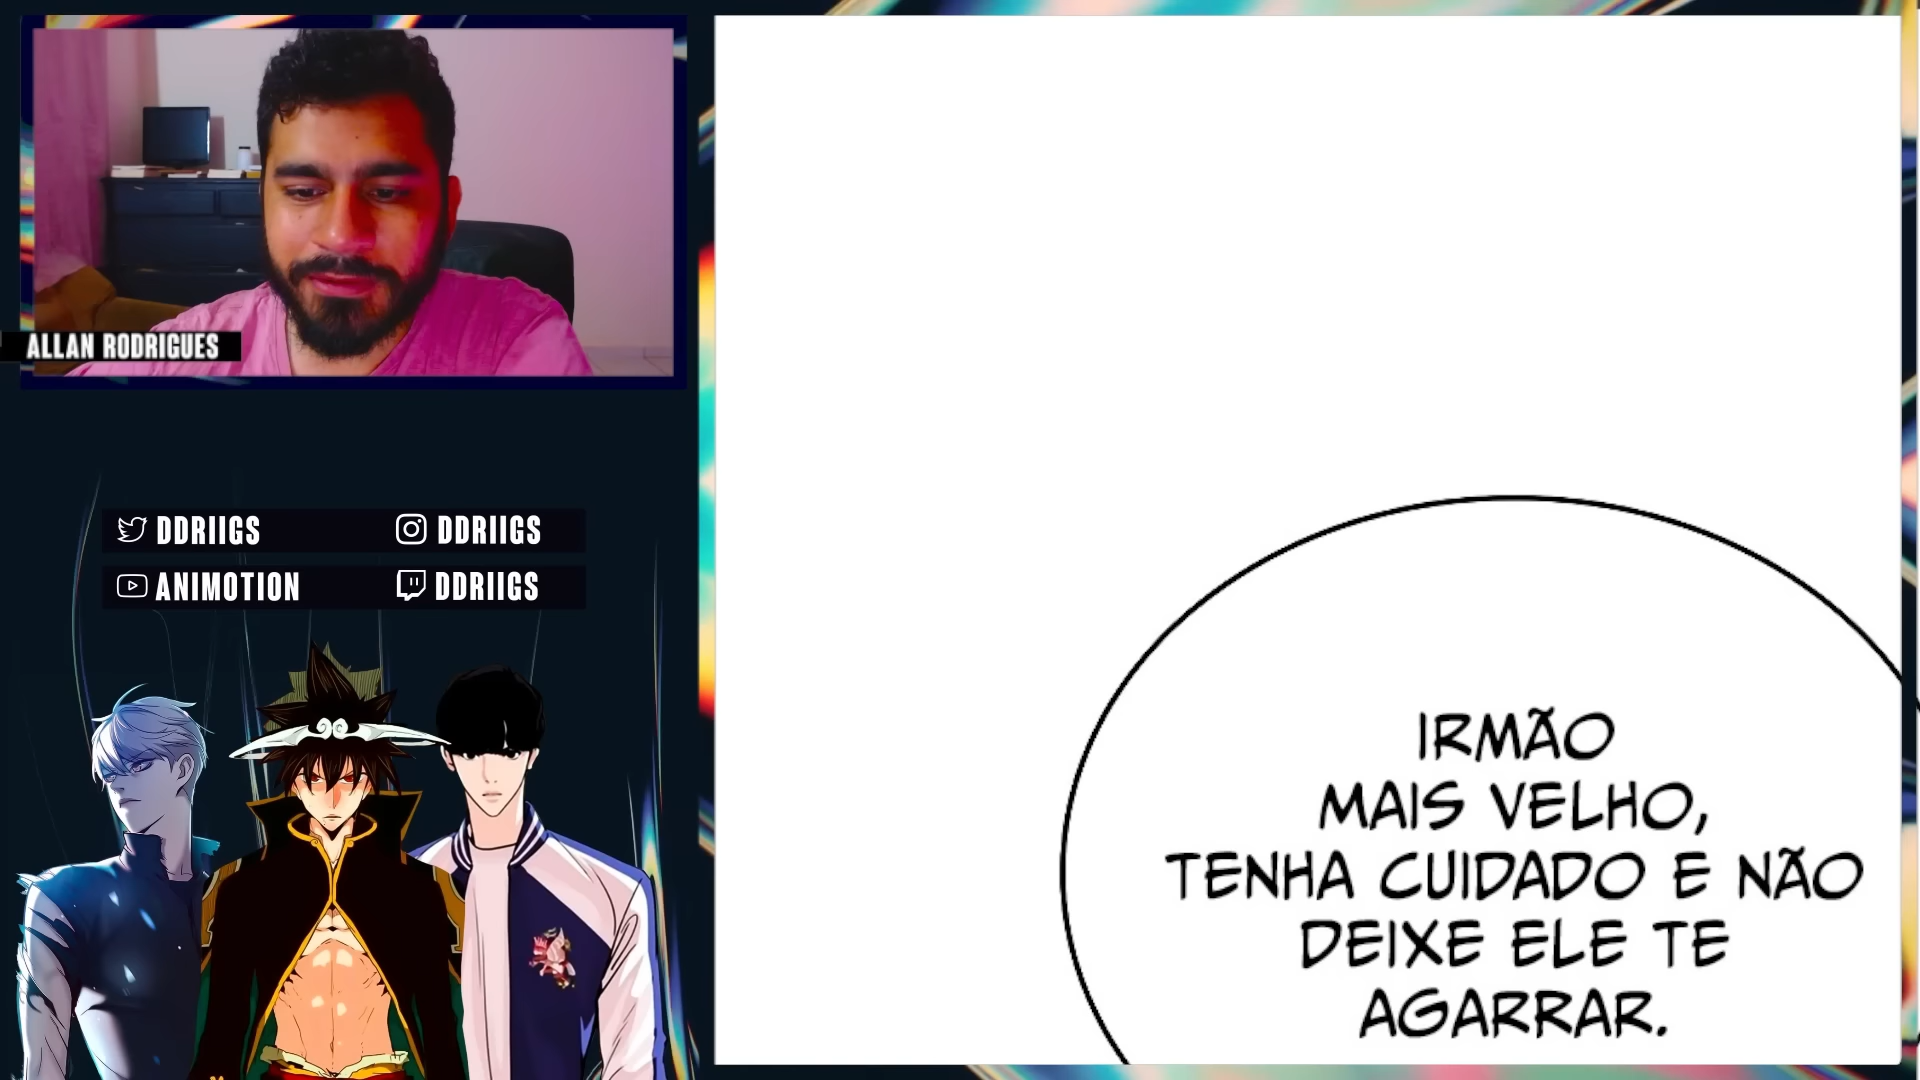 ALLAN RODRIGUES
DDRIIGS
DDRIIGS
ANIMOTION
DDRIIGS
IRMÃO
MAIS VELHO,
TENHA CUIDADO E NÃO
DEIXE ELE TE
AGARRAR.